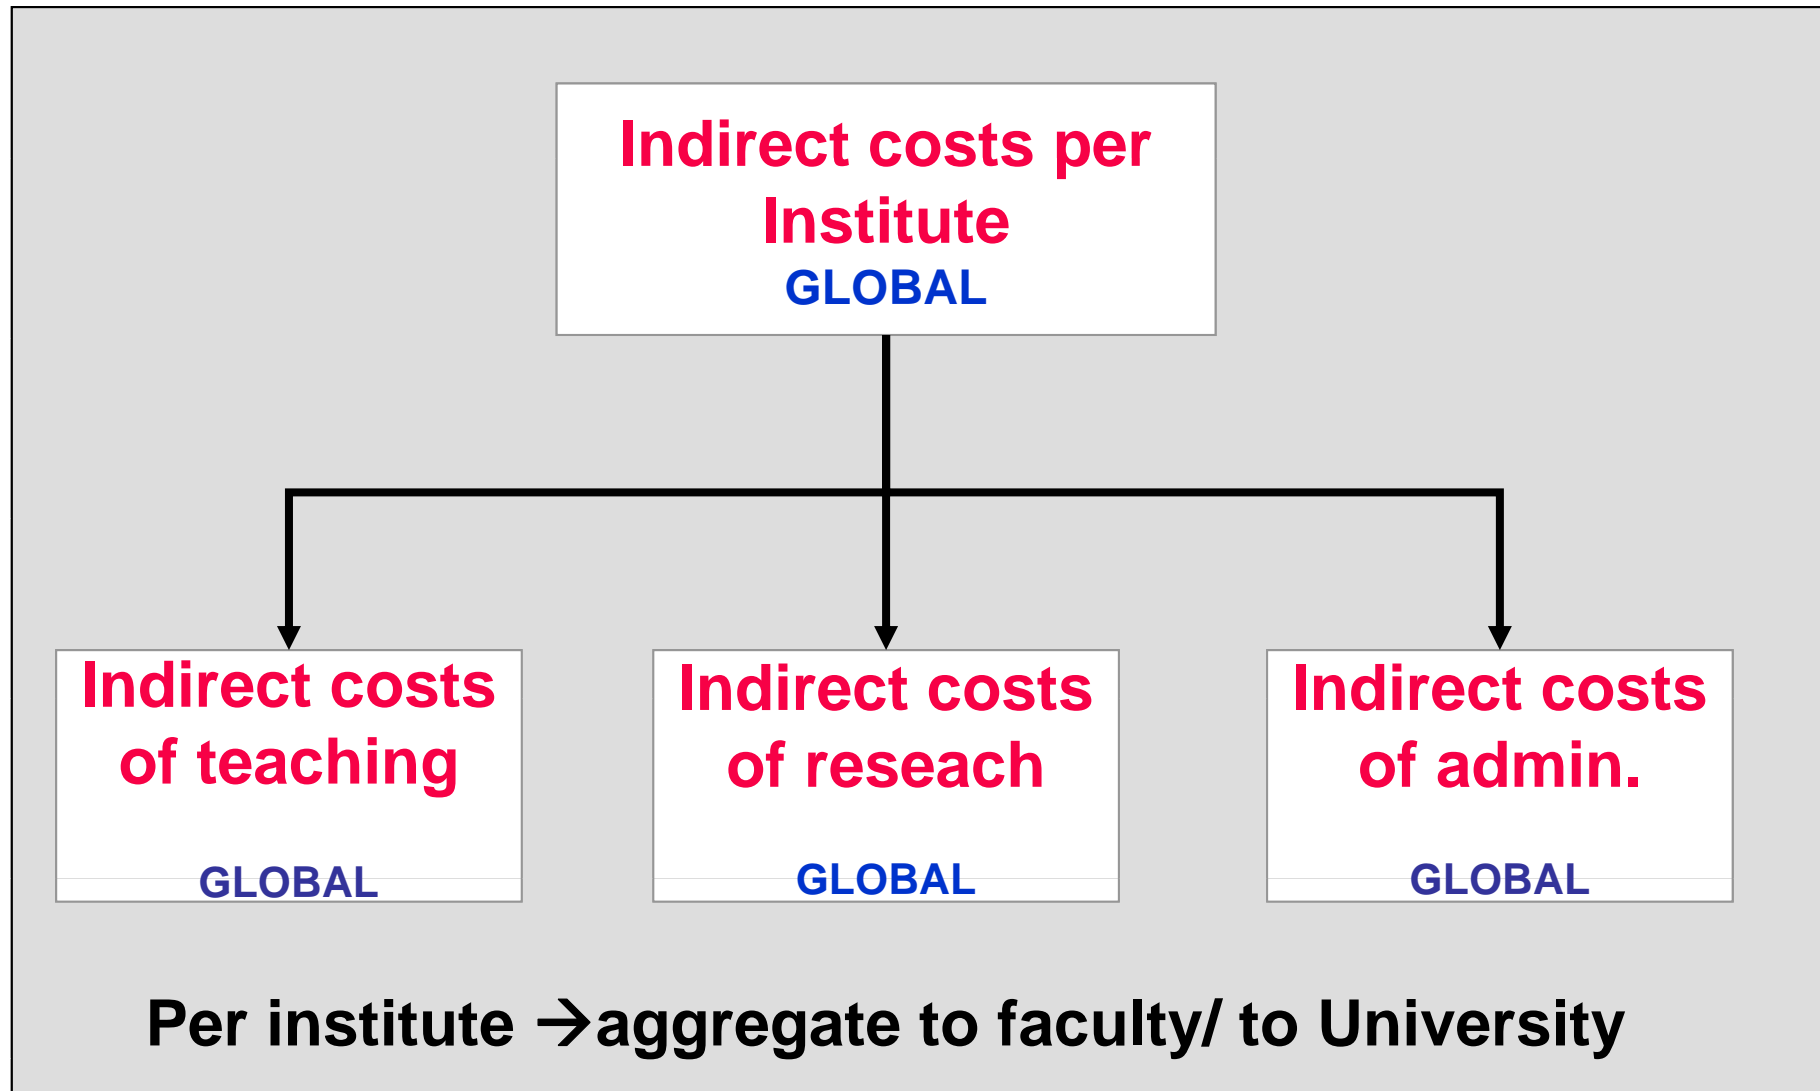 Indirect costs per
Institute
GLOBAL
Indirect costs
of teaching
GLOBAL
Indirect costs
of reseach
GLOBAL
Indirect costs
of admin.
GLOBAL
Per institute →aggregate to faculty/ to University